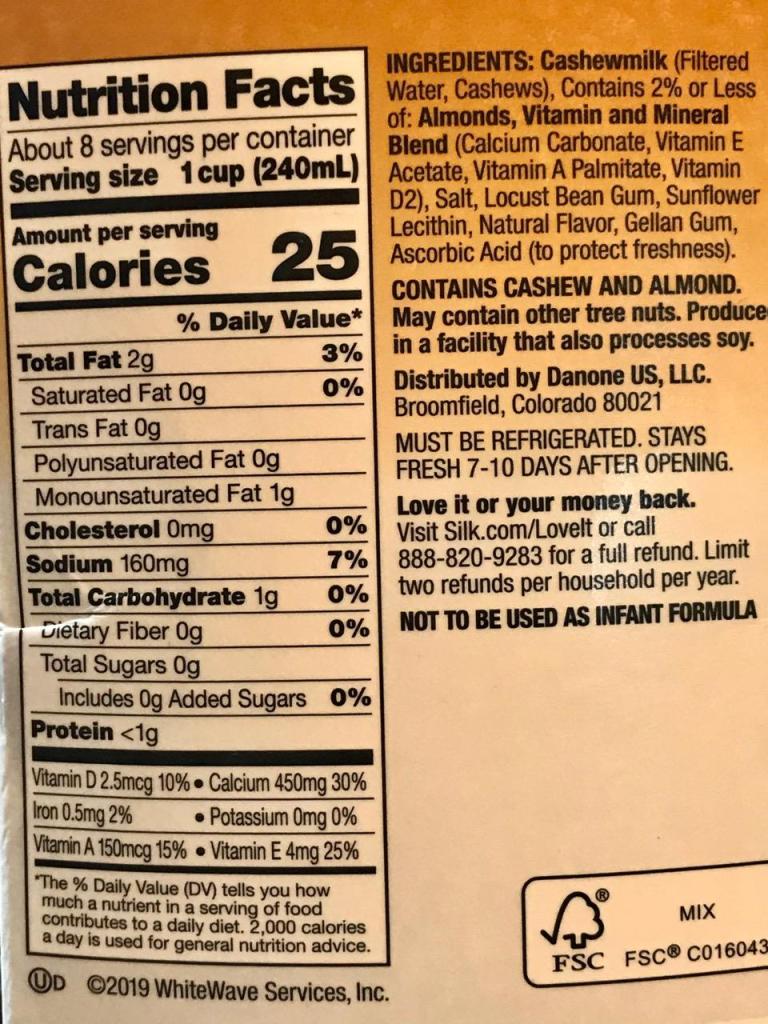 Nutrition Facts
About 8 servings per container
Serving size 1 cup (240mL)
Amount per serving
Calories 25
% Daily Value*
Total Fat 2g 3%
Saturated Fat 0g 0%
Trans Fat 0g
Polyunsaturated Fat 0g
Monounsaturated Fat 1g
Cholesterol 0mg 0%
Sodium 160mg 7%
Total Carbohydrate 1g 0%
Dietary Fiber 0g 0%
Total Sugars 0g
Includes 0g Added Sugars 0%
Protein <1g
Vitamin D 2.5mcg 10% • Calcium 450mg 30%
Iron 0.5mg 2% • Potassium 0mg 0%
Vitamin A 150mcg 15% • Vitamin E 4mg 25%
*The % Daily Value (DV) tells you how
much a nutrient in a serving of food
contributes to a daily diet. 2,000 calories
a day is used for general nutrition advice.
UD ©2019 WhiteWave Services, Inc.
INGREDIENTS: Cashewmilk (Filtered
Water, Cashews), Contains 2% or Less
of: Almonds, Vitamin and Mineral
Blend (Calcium Carbonate, Vitamin E
Acetate, Vitamin A Palmitate, Vitamin
D2), Salt, Locust Bean Gum, Sunflower
Lecithin, Natural Flavor, Gellan Gum,
Ascorbic Acid (to protect freshness).
CONTAINS CASHEW AND ALMOND.
May contain other tree nuts. Produce
in a facility that also processes soy.
Distributed by Danone US, LLC.
Broomfield, Colorado 80021
MUST BE REFRIGERATED. STAYS
FRESH 7-10 DAYS AFTER OPENING.
Love it or your money back.
Visit Silk.com/LoveIt or call
888-820-9283 for a full refund. Limit
two refunds per household per year.
NOT TO BE USED AS INFANT FORMULA
®
FSC
MIX
FSC® C016043